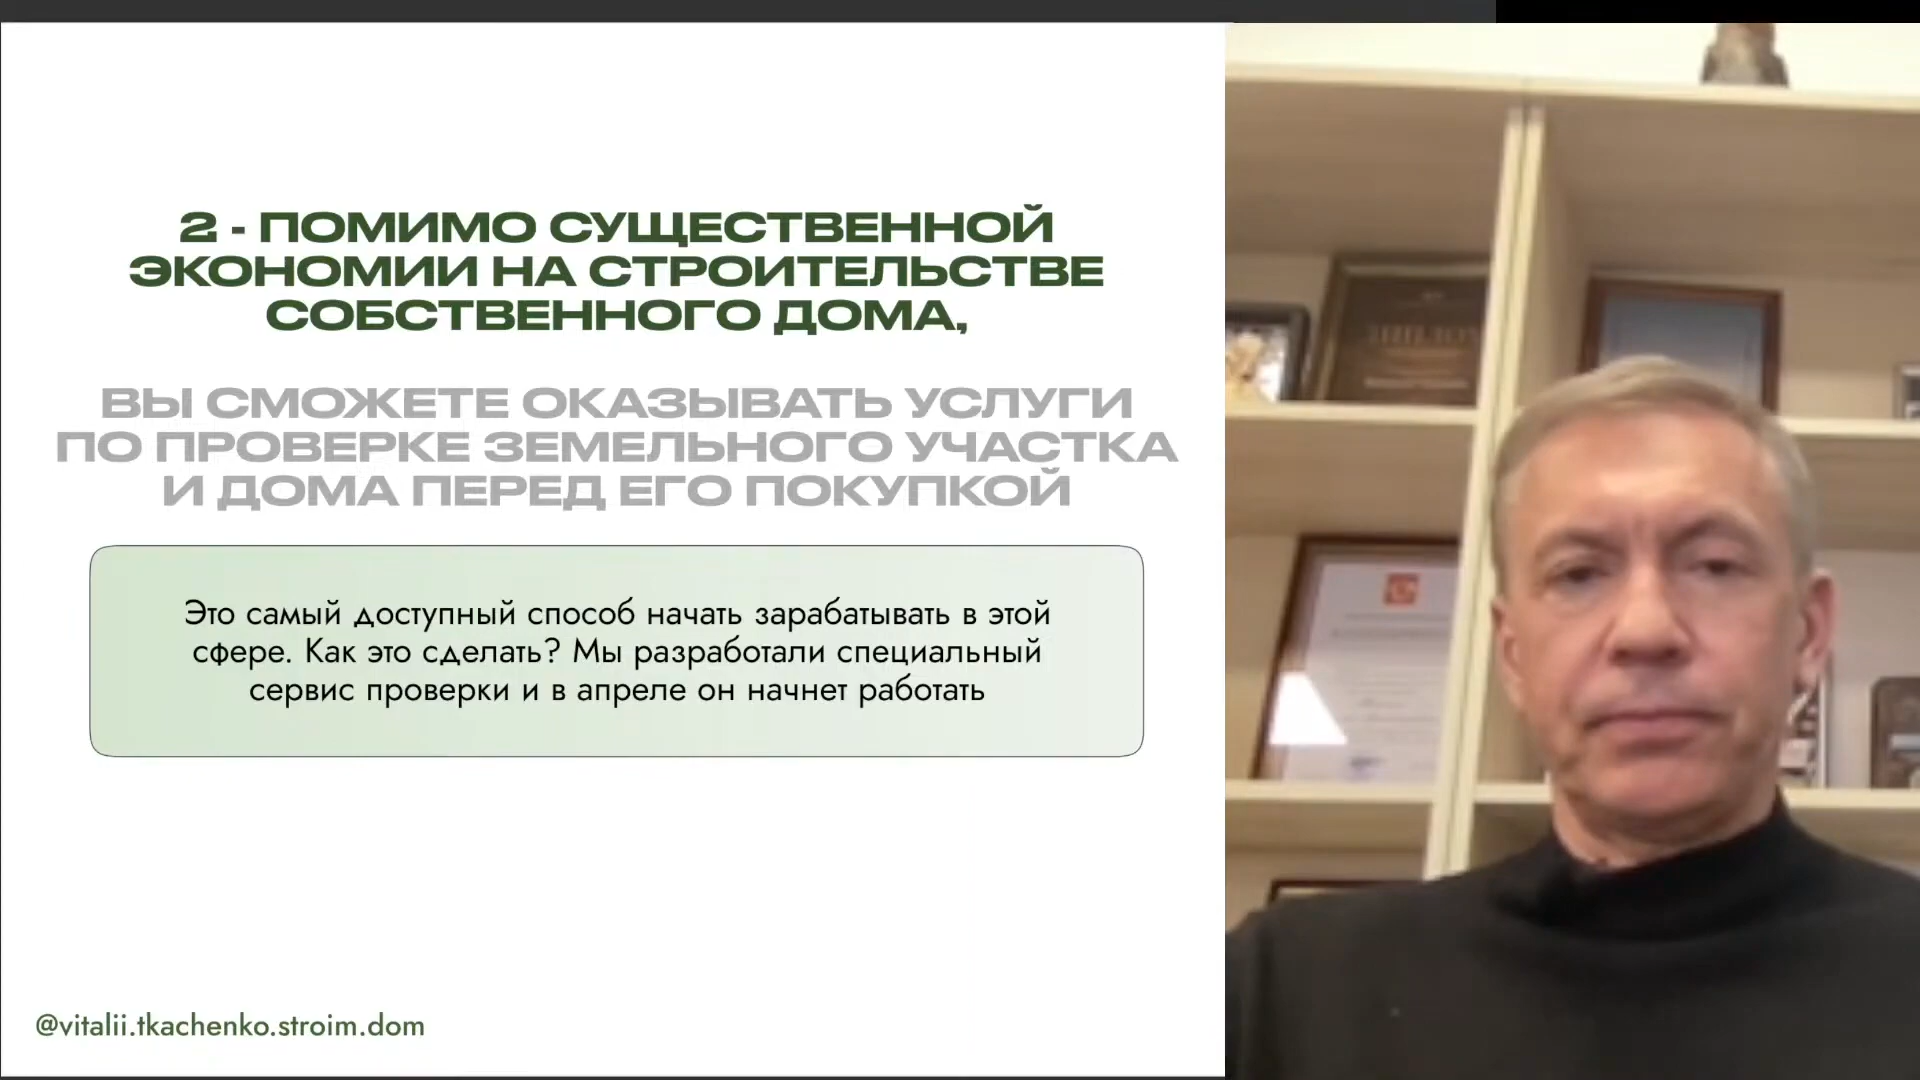 2 - ПОМИМО СУЩЕСТВЕННОЙ
ЭКОНОМИИ НА СТРОИТЕЛЬСТВЕ
СОБСТВЕННОГО ДОМА,
ВЫ СМОЖЕТЕ ОКАЗЫВАТЬ УСЛУГИ
ПО ПРОВЕРКЕ ЗЕМЕЛЬНОГО УЧАСТКА
И ДОМА ПЕРЕД ЕГО ПОКУПКОЙ
Это самый доступный способ начать зарабатывать в этой
сфере. Как это сделать? Мы разработали специальный
сервис проверки и в апреле он начнет работать
@vitalii.tkachenko.stroim.dom